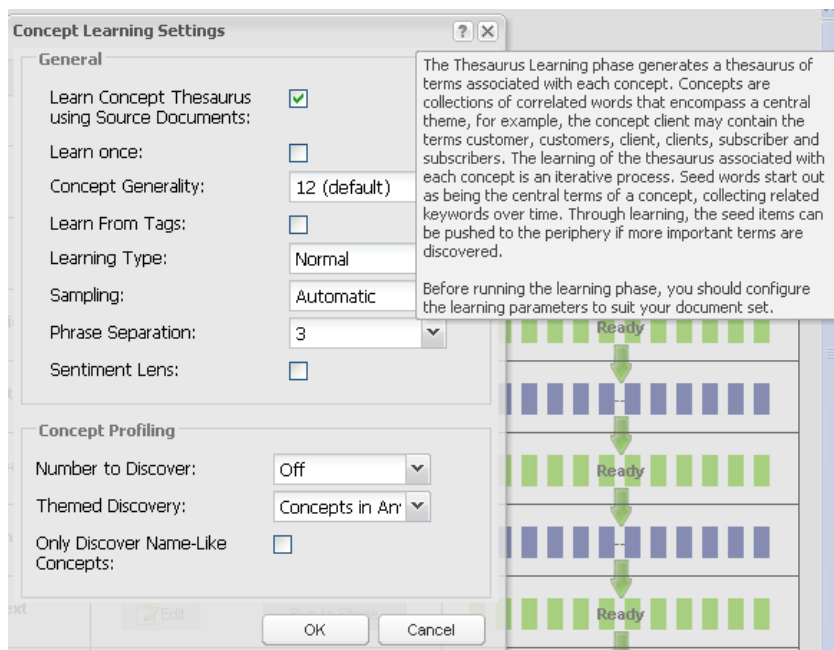 Concept Learning Settings
?
General
Learn Concept Thesaurus
using Source Documents:
Learn once:
Concept Generality:
12 (default)
Learn From Tags:
Learning Type:
Normal
Sampling:
Automatic
Phrase Separation:
3
Sentiment Lens:
The Thesaurus Learning phase generates a thesaurus of
terms associated with each concept. Concepts are
collections of correlated words that encompass a central
theme, for example, the concept client may contain the
terms customer, customers, client, clients, subscriber and
subscribers. The learning of the thesaurus associated with
each concept is an iterative process. Seed words start out
as being the central terms of a concept, collecting related
keywords over time. Through learning, the seed items can
be pushed to the periphery if more important terms are
discovered.
Before running the learning phase, you should configure
the learning parameters to suit your document set.
Ready
--
Concept Profiling
Number to Discover:
Off
Ready
Themed Discovery:
Concepts in An
Only Discover Name-Like
Concepts:
--
Edit
Ready
OK
Cancel